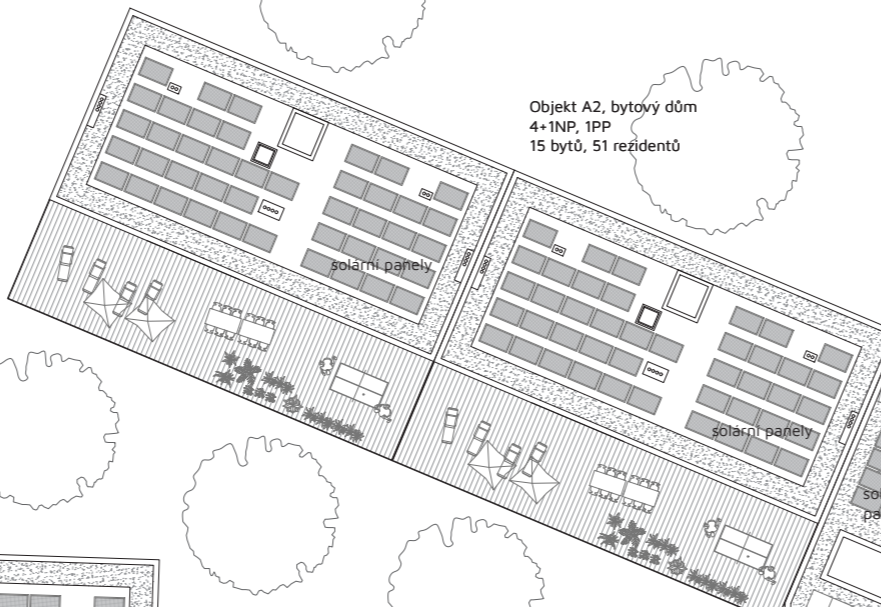 Objekt A2, bytový dům
4+1NP, 1PP
15 bytů, 51 rezidentů
solární panely
solární panely